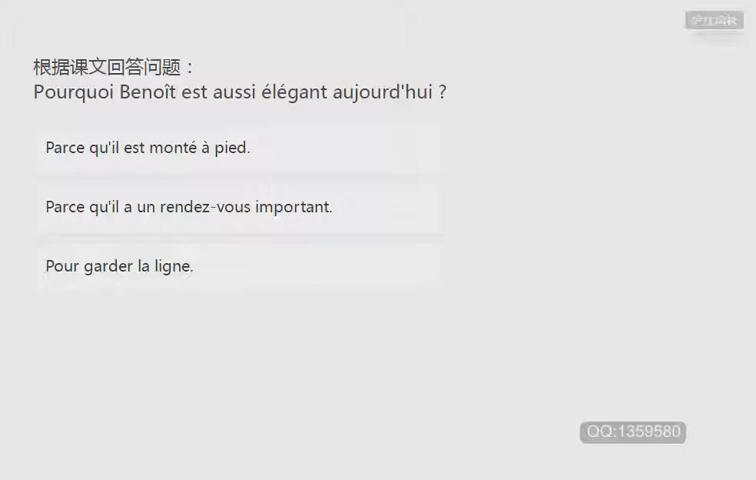 根据课文回答问题：
Pourquoi Benoît est aussi élégant aujourd'hui ?
Parce qu'il est monté à pied.
Parce qu'il a un rendez-vous important.
Pour garder la ligne.
QQ:1359580